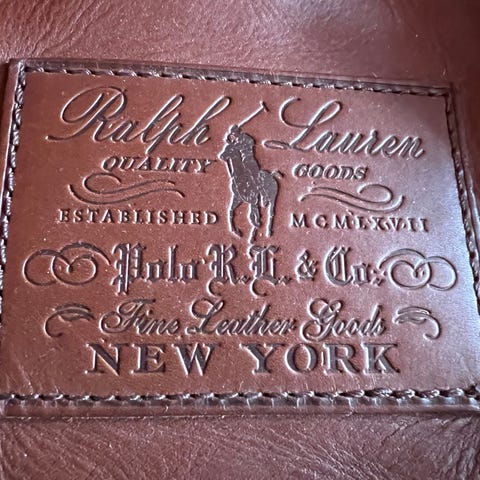 Ralph Lauren
QUALITY GOODS
ESTABLISHED MCMLXVII
Polo R.L. & Co.
Fine Leather Goods
NEW YORK